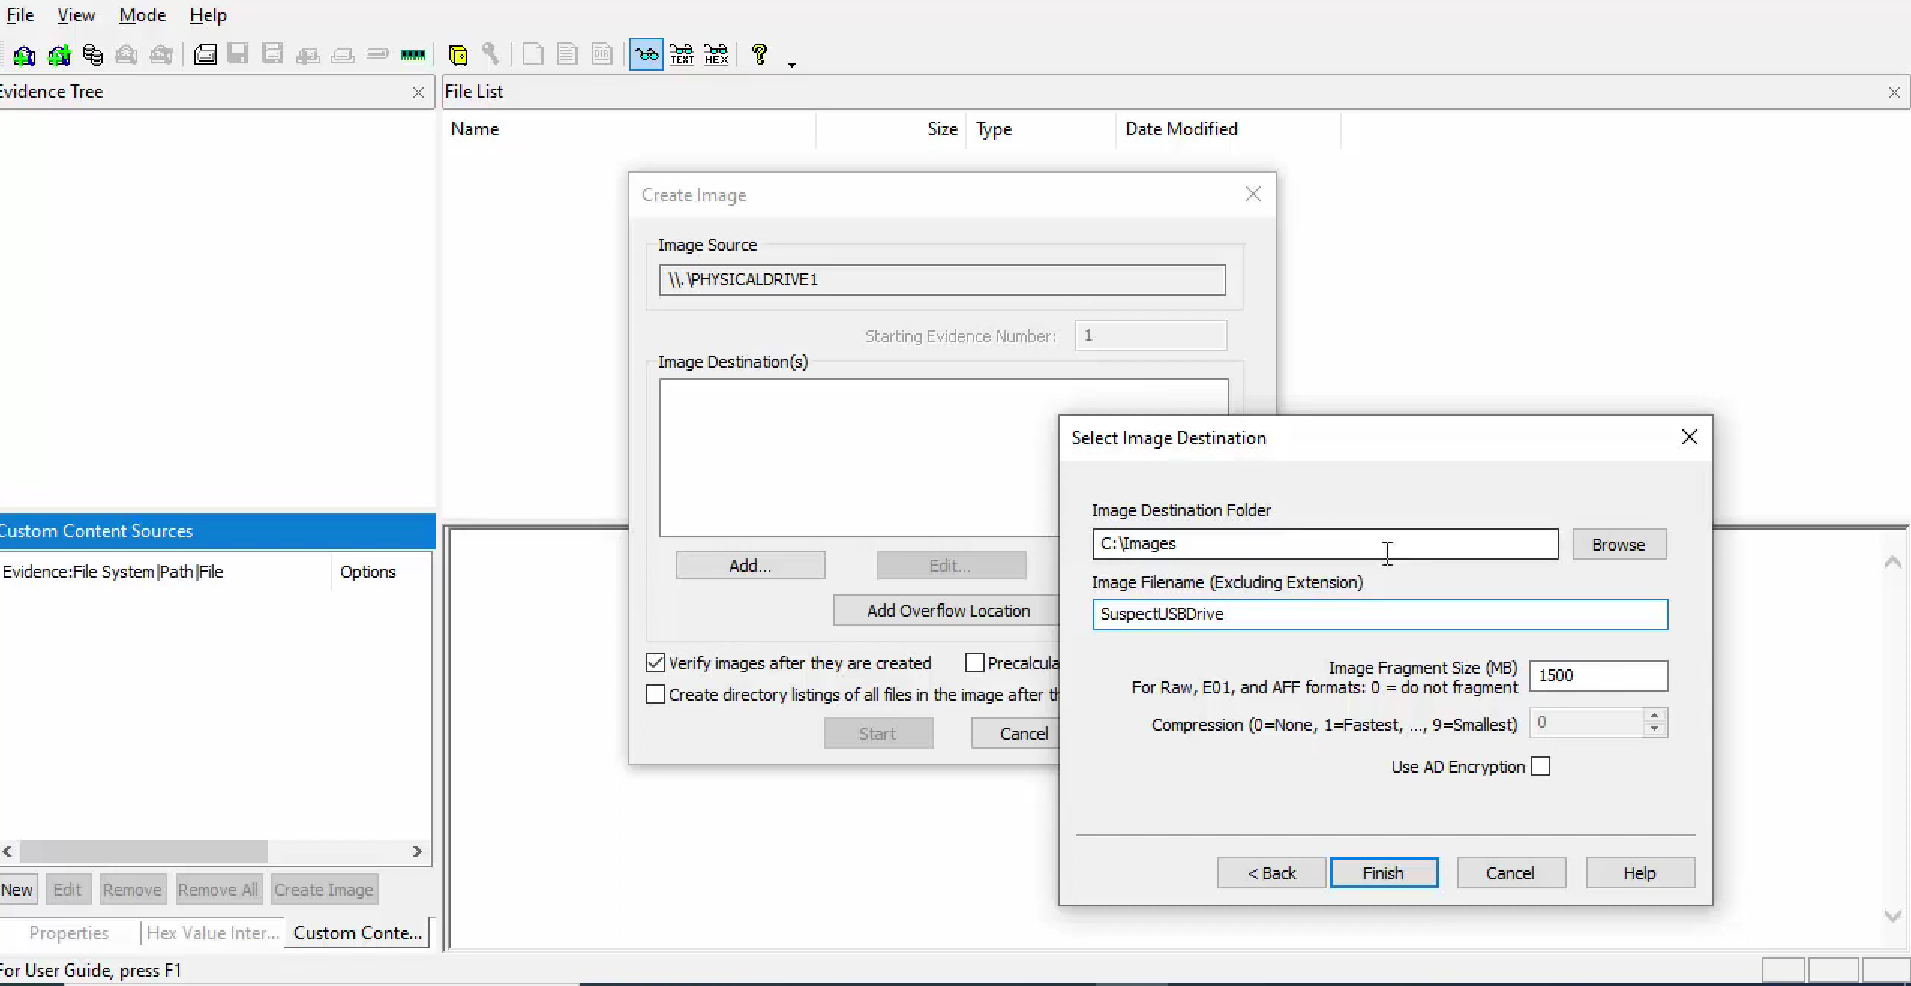 File View Mode Help
TEXT HEX DIR
Evidence Tree
File List
Name Size Type Date Modified
Create Image
Image Source
\\.\PHYSICALDRIVE1
Starting Evidence Number: 1
Image Destination(s)
Add... Edit...
Add Overflow Location
Verify images after they are created Precalcula
Create directory listings of all files in the image after th
Start Cancel
Select Image Destination
Image Destination Folder
C:\Images Browse
Image Filename (Excluding Extension)
SuspectUSBDrive
Image Fragment Size (MB) 1500
For Raw, E01, and AFF formats: 0 = do not fragment
Compression (0=None, 1=Fastest, ..., 9=Smallest) 0
Use AD Encryption
< Back Finish Cancel Help
Custom Content Sources
Evidence:File System|Path|File Options
New Edit Remove Remove All Create Image
Properties Hex Value Inter... Custom Conte...
For User Guide, press F1